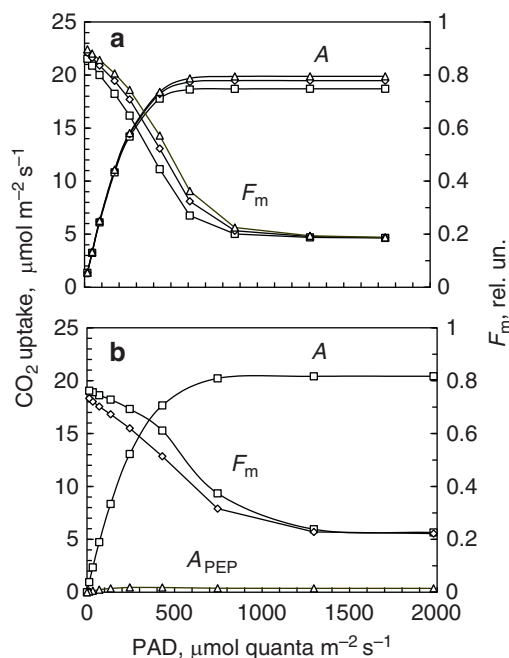 a
A
F_m
25
20
15
10
5
0
1
0.8
0.6
0.4
0.2
0
b
A
F_m
A_PEP
25
20
15
10
5
0
1
0.8
0.6
0.4
0.2
0
0 500 1000 1500 2000
CO₂ uptake, μmol m⁻² s⁻¹
F_m, rel. un.
PAD, μmol quanta m⁻² s⁻¹